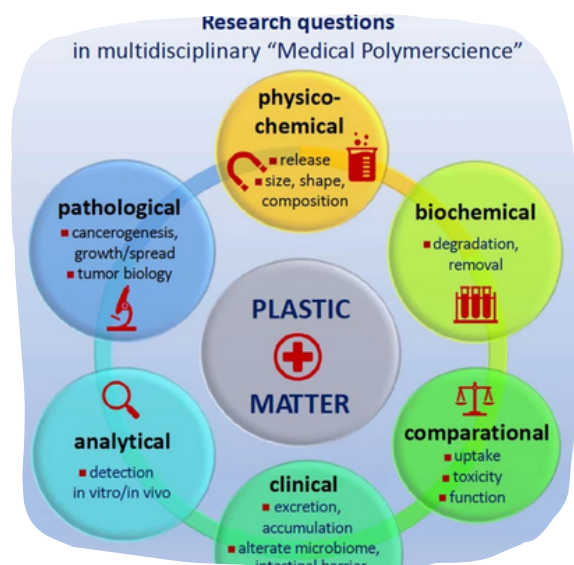 Research questions
in multidisciplinary “Medical Polymerscience”
physico-
chemical
▪ release
▪ size, shape,
composition
biochemical
▪ degradation,
removal
comparational
▪ uptake
▪ toxicity
▪ function
clinical
▪ excretion,
accumulation
▪ alterate microbiome,
intestinal barrier
analytical
▪ detection
in vitro/in vivo
pathological
▪ cancerogenesis,
growth/spread
▪ tumor biology
PLASTIC
MATTER